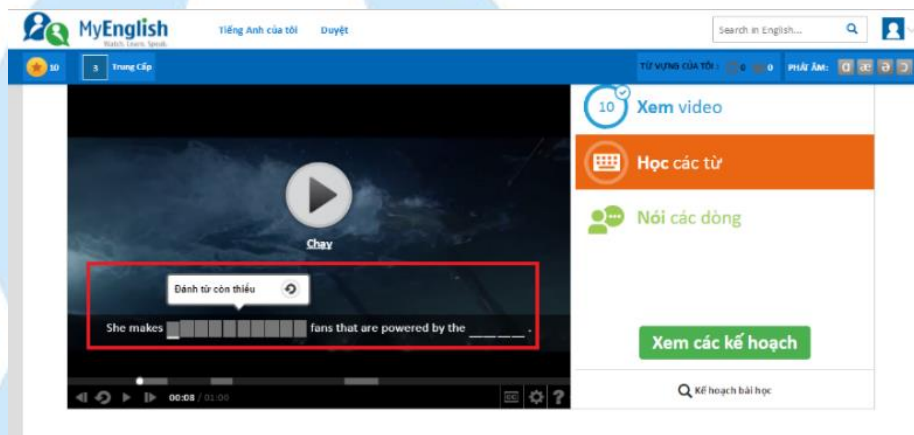 MyEnglish
Watch. Learn. Speak.
Tiếng Anh của tôi Duyệt
Search in English...
10 3 Trung Cấp
TỪ VỰNG CỦA TÔI: 0 0 PHÁT ÂM: ɑ æ ə ɔ
10 Xem video
Học các từ
Nói các dòng
Chạy
Đánh từ còn thiếu
She makes fans that are powered by the ______ .
Xem các kế hoạch
Kế hoạch bài học
00:08 / 01:00
CC ?